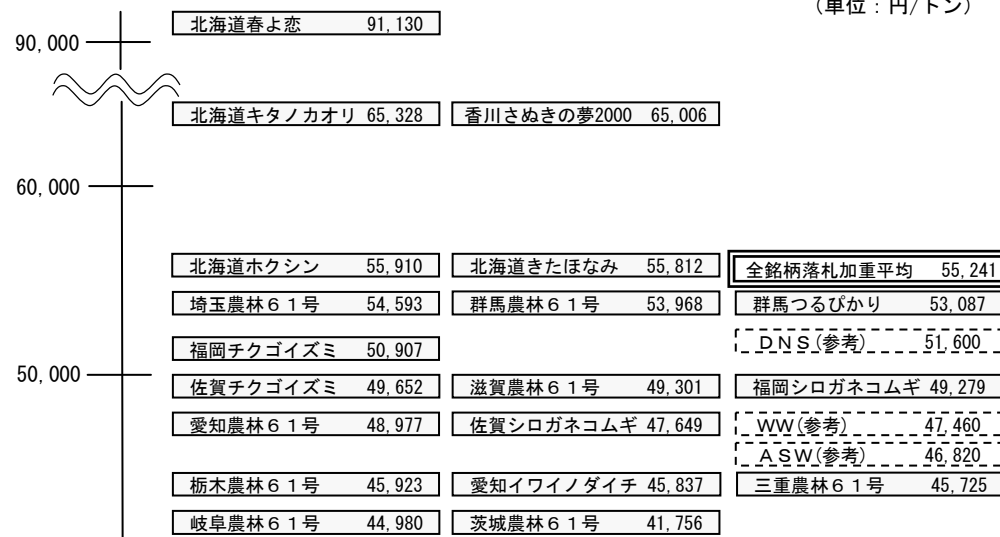 （単位：円/トン）
北海道春よ恋 91,130
90,000
北海道キタノカオリ 65,328 香川さぬきの夢2000 65,006
60,000
北海道ホクシン 55,910 北海道きたほなみ 55,812 全銘柄落札加重平均 55,241
埼玉農林６１号 54,593 群馬農林６１号 53,968 群馬つるぴかり 53,087
福岡チクゴイズミ 50,907 ＤＮＳ(参考) 51,600
50,000
佐賀チクゴイズミ 49,652 滋賀農林６１号 49,301 福岡シロガネコムギ 49,279
愛知農林６１号 48,977 佐賀シロガネコムギ 47,649 WW(参考) 47,460
ＡＳＷ(参考) 46,820
栃木農林６１号 45,923 愛知イワイノダイチ 45,837 三重農林６１号 45,725
岐阜農林６１号 44,980 茨城農林６１号 41,756